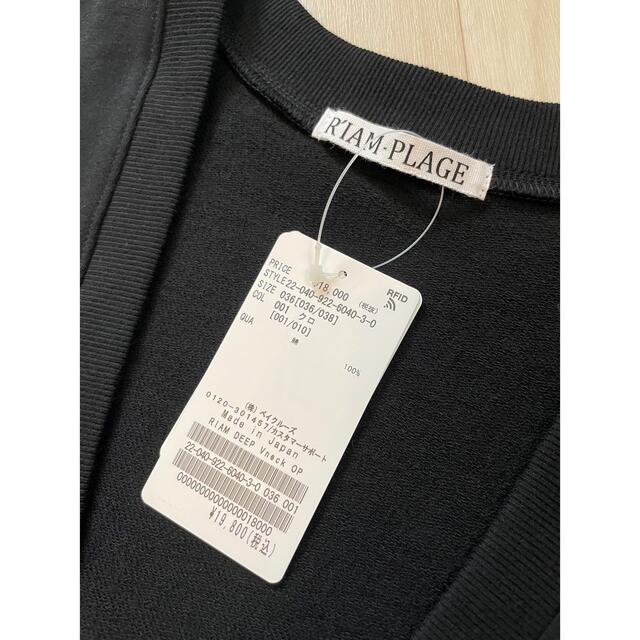 R'IAM-PLAGE
PRICE ¥18,000 (税抜)
RFID
STYLE22-040-922-6040-3-0
SIZE 036[036/038]
COL 001 クロ
[001/010]
QUA 綿 100%
(株)ベイクルーズ
0120-301457/カスタマーサポート
Made in Japan
RIAM DEEP Vneck OP
22-040-922-6040-3-0 036 001
0000000000000018000
¥19,800(税込)